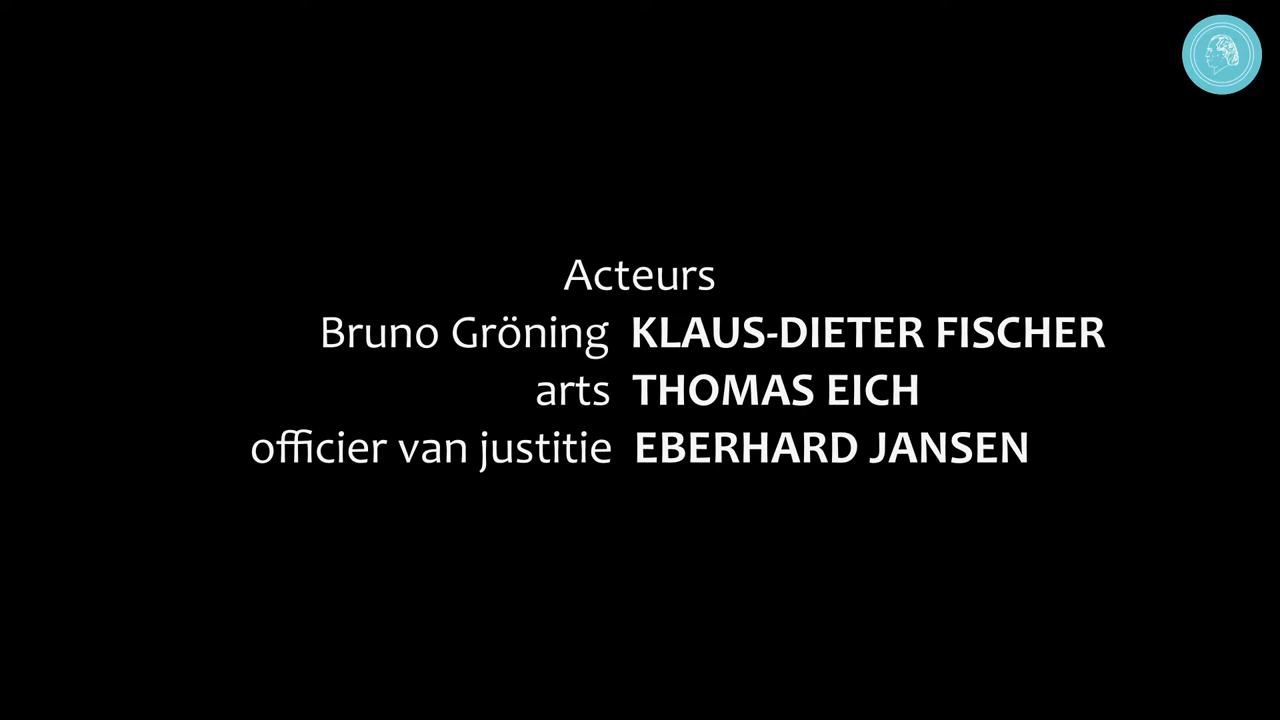 Acteurs
Bruno Gröning KLAUS-DIETER FISCHER
arts THOMAS EICH
officier van justitie EBERHARD JANSEN